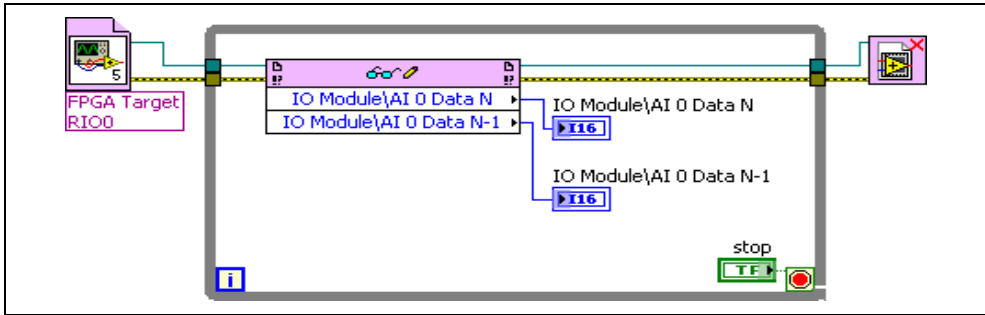 5
FPGA Target
RIO0
IO Module\AI 0 Data N
IO Module\AI 0 Data N-1
IO Module\AI 0 Data N
I16
IO Module\AI 0 Data N-1
I16
stop
TF
i